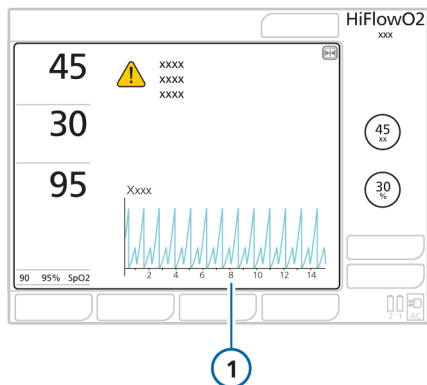 HiFlowO2
xxx
45
xxxx
xxxx
xxxx
30
45
xx
95
30
%
Xxxx
2 4 6 8 10 12 14
90 95% SpO2
2 1 AC
1